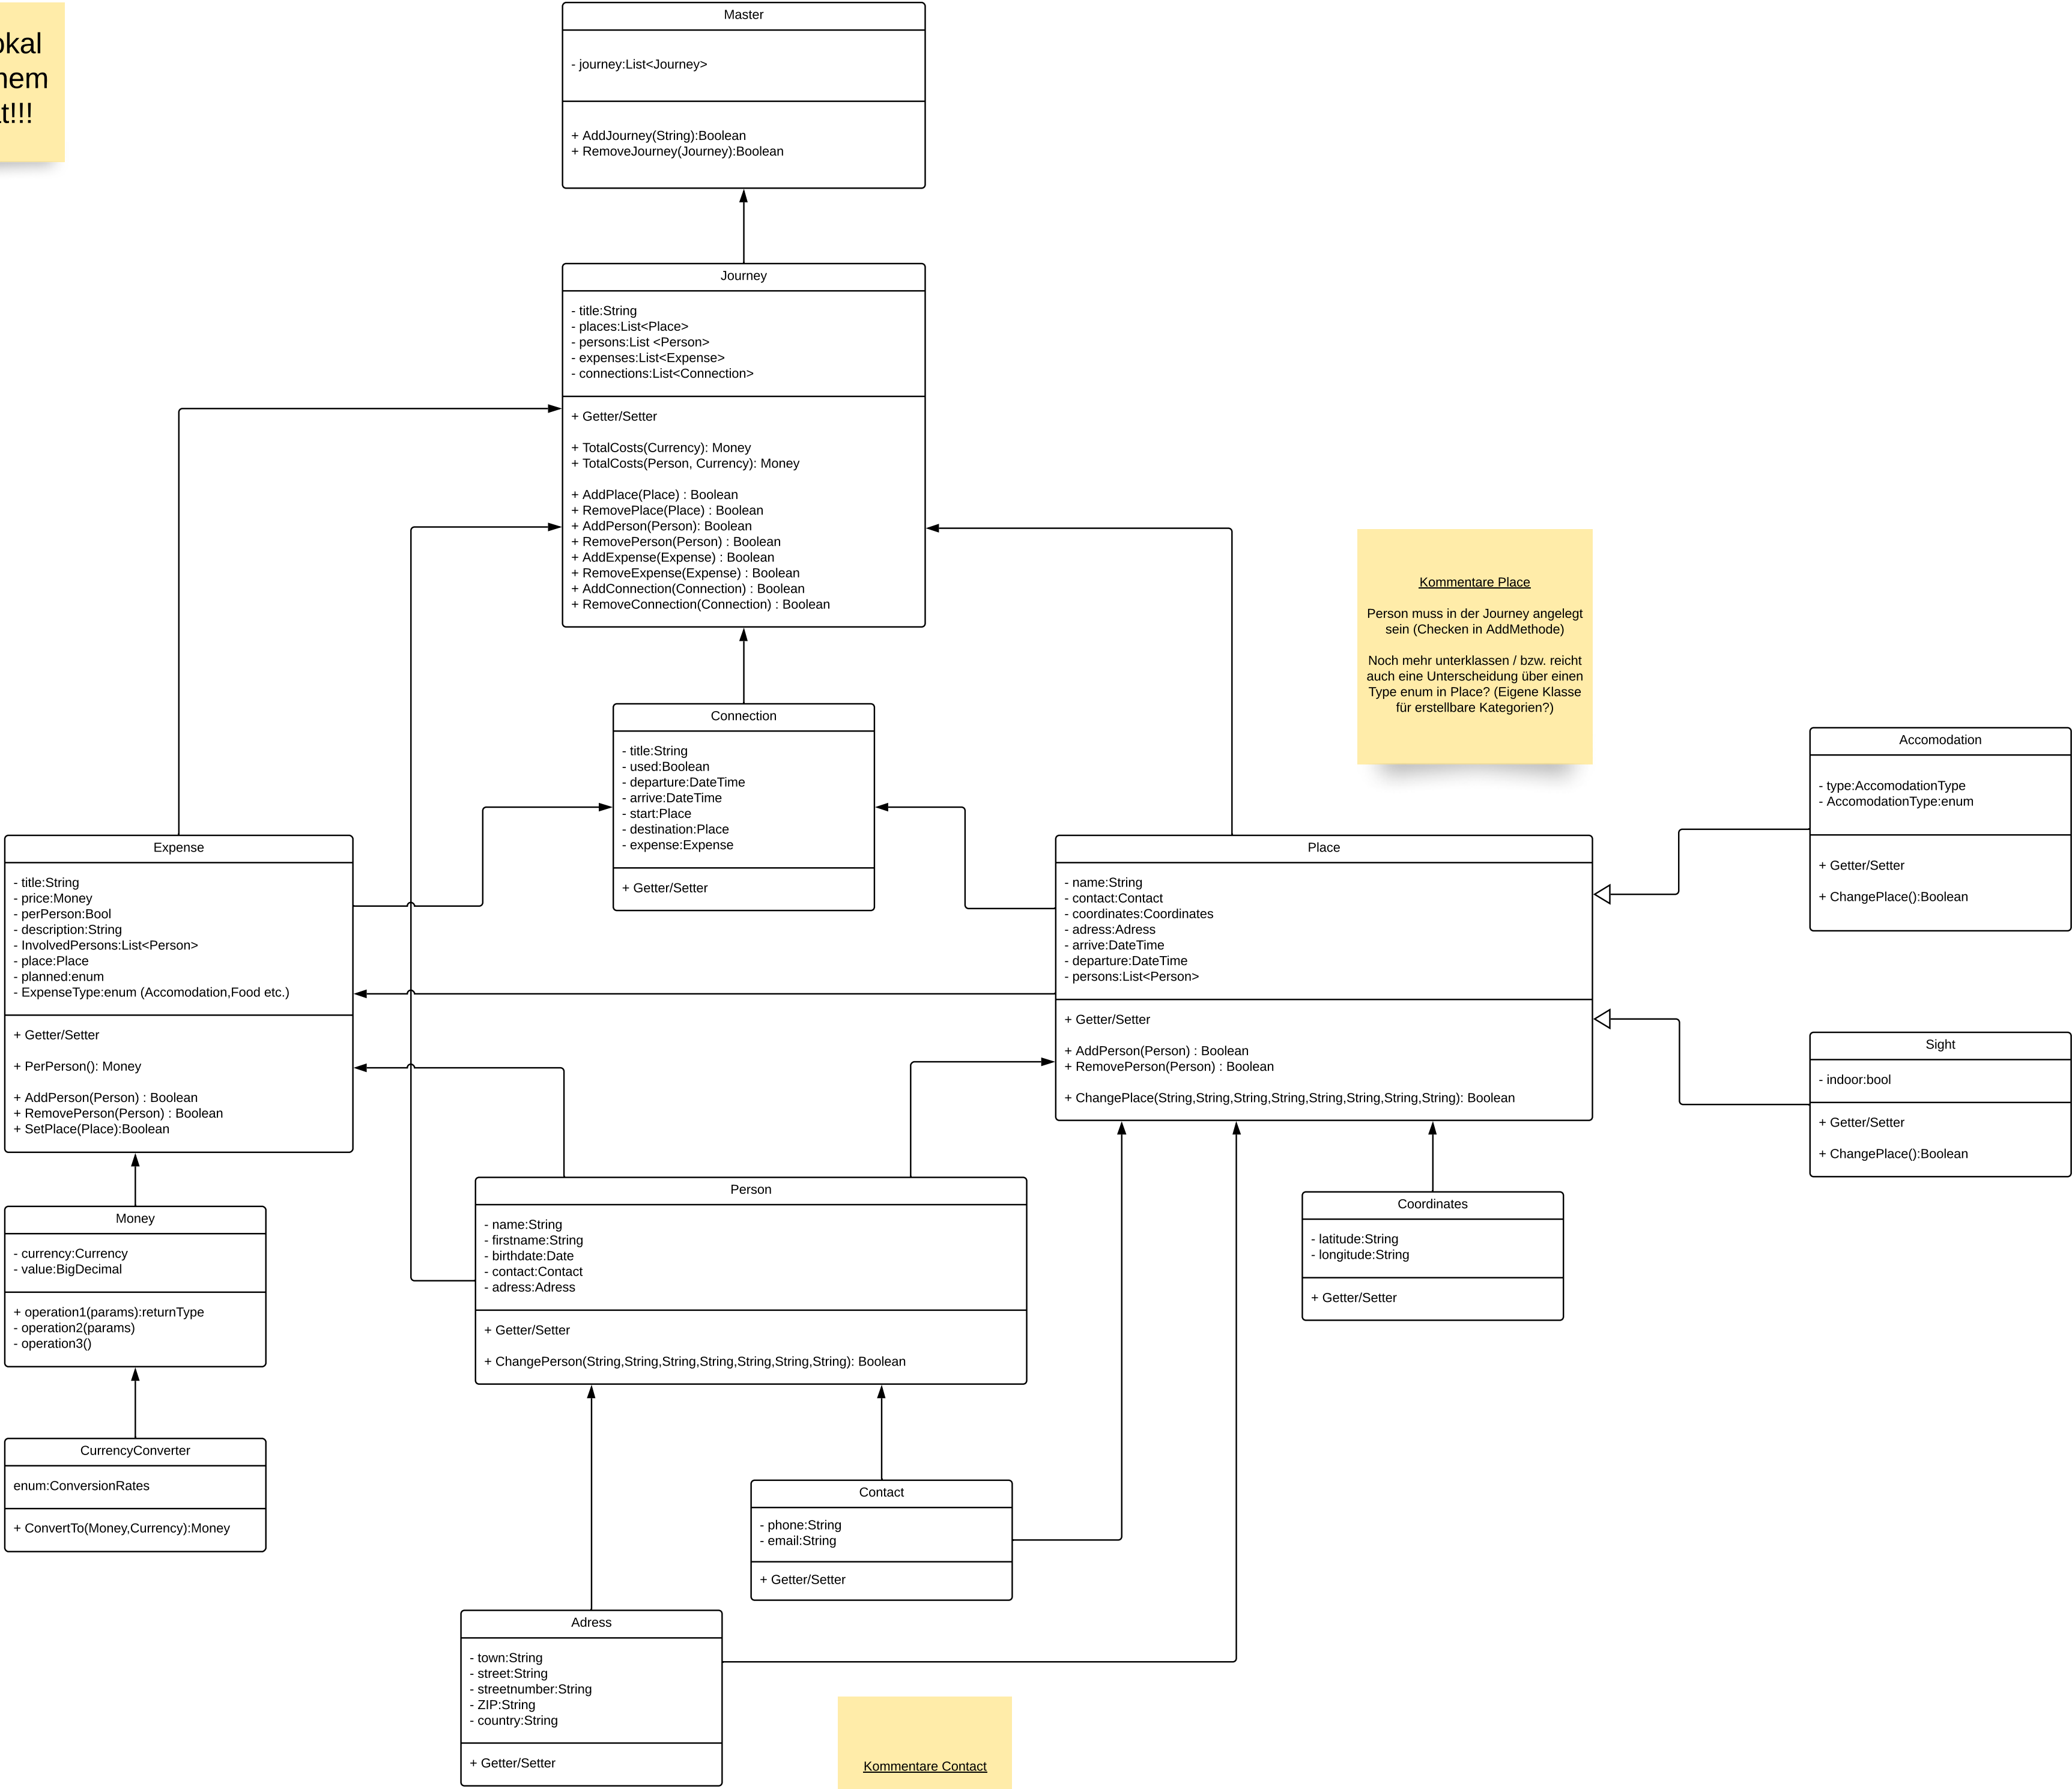 okal
nem
t!!!
Master
- journey:List<Journey>
+ AddJourney(String):Boolean
+ RemoveJourney(Journey):Boolean
Journey
- title:String
- places:List<Place>
- persons:List <Person>
- expenses:List<Expense>
- connections:List<Connection>
+ Getter/Setter
+ TotalCosts(Currency): Money
+ TotalCosts(Person, Currency): Money
+ AddPlace(Place) : Boolean
+ RemovePlace(Place) : Boolean
+ AddPerson(Person): Boolean
+ RemovePerson(Person) : Boolean
+ AddExpense(Expense) : Boolean
+ RemoveExpense(Expense) : Boolean
+ AddConnection(Connection) : Boolean
+ RemoveConnection(Connection) : Boolean
Kommentare Place
Person muss in der Journey angelegt
sein (Checken in AddMethode)
Noch mehr unterklassen / bzw. reicht
auch eine Unterscheidung über einen
Type enum in Place? (Eigene Klasse
für erstellbare Kategorien?)
Connection
- title:String
- used:Boolean
- departure:DateTime
- arrive:DateTime
- start:Place
- destination:Place
- expense:Expense
+ Getter/Setter
Accomodation
- type:AccomodationType
- AccomodationType:enum
+ Getter/Setter
+ ChangePlace():Boolean
Expense
- title:String
- price:Money
- perPerson:Bool
- description:String
- InvolvedPersons:List<Person>
- place:Place
- planned:enum
- ExpenseType:enum (Accomodation,Food etc.)
+ Getter/Setter
+ PerPerson(): Money
+ AddPerson(Person) : Boolean
+ RemovePerson(Person) : Boolean
+ SetPlace(Place):Boolean
Place
- name:String
- contact:Contact
- coordinates:Coordinates
- adress:Adress
- arrive:DateTime
- departure:DateTime
- persons:List<Person>
+ Getter/Setter
+ AddPerson(Person) : Boolean
+ RemovePerson(Person) : Boolean
+ ChangePlace(String,String,String,String,String,String,String,String): Boolean
Sight
- indoor:bool
+ Getter/Setter
+ ChangePlace():Boolean
Person
- name:String
- firstname:String
- birthdate:Date
- contact:Contact
- adress:Adress
+ Getter/Setter
+ ChangePerson(String,String,String,String,String,String,String): Boolean
Coordinates
- latitude:String
- longitude:String
+ Getter/Setter
Money
- currency:Currency
- value:BigDecimal
+ operation1(params):returnType
- operation2(params)
- operation3()
CurrencyConverter
enum:ConversionRates
+ ConvertTo(Money,Currency):Money
Contact
- phone:String
- email:String
+ Getter/Setter
Adress
- town:String
- street:String
- streetnumber:String
- ZIP:String
- country:String
+ Getter/Setter
Kommentare Contact